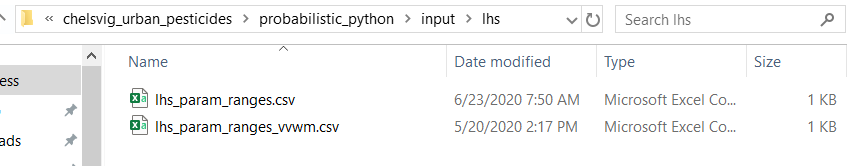 « chelsvig_urban_pesticides › probabilistic_python › input › lhs
Search lhs
Name Date modified Type Size
ess
lhs_param_ranges.csv 6/23/2020 7:50 AM Microsoft Excel Co... 1 KB
ads
lhs_param_ranges_vvwm.csv 5/20/2020 2:17 PM Microsoft Excel Co... 1 KB